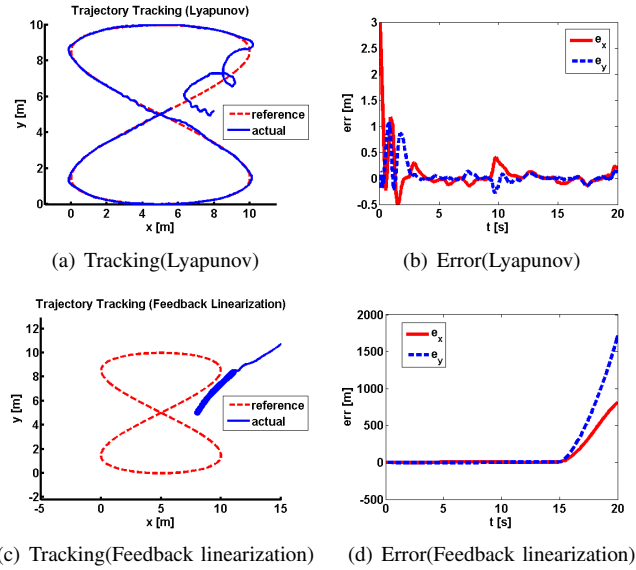 Trajectory Tracking (Lyapunov)
12
10
8
6
4
2
0
y [m]
0 2 4 6 8 10 12 14
x [m]
reference
actual
(a) Tracking(Lyapunov)
3
2.5
2
1.5
1
0.5
0
-0.5
err [m]
0 5 10 15 20
t [s]
e_x
e_y
(b) Error(Lyapunov)
Trajectory Tracking (Feedback Linearization)
12
10
8
6
4
2
0
-2
y [m]
-5 0 5 10 15
x [m]
reference
actual
(c) Tracking(Feedback linearization)
2000
1500
1000
500
0
-500
err [m]
0 5 10 15 20
t [s]
e_x
e_y
(d) Error(Feedback linearization)